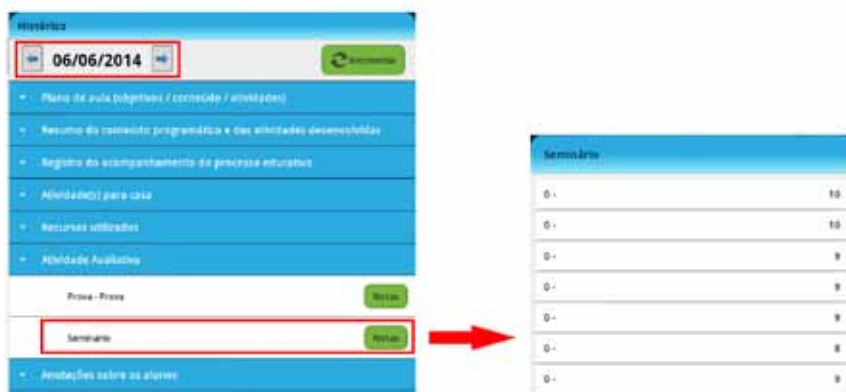 Histórico
06/06/2014
Plano de aula (objetivos / conteúdo / atividades)
Resumo do conteúdo programático e das atividades desenvolvidas
Registro do acompanhamento do processo educativo
Atividade(s) para casa
Recursos utilizados
Atividade Avaliativa
Prova - Prova Notas
Seminário Notas
Anotações sobre os alunos
Seminário
0 - 10
0 - 10
0 - 9
0 - 9
0 - 9
0 - 8
0 - 9